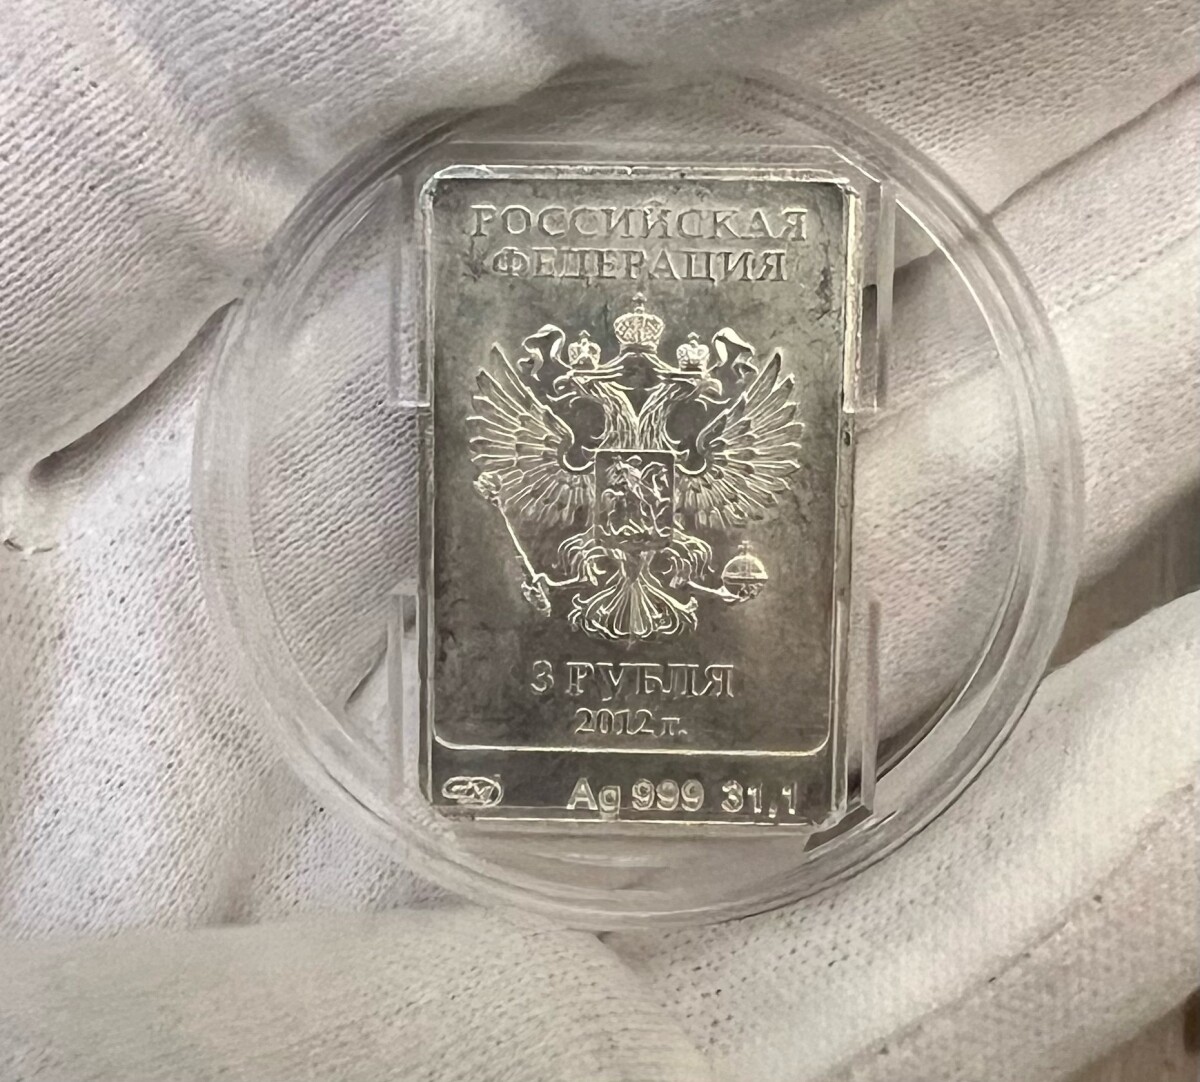 РОССИЙСКАЯ
ФЕДЕРАЦИЯ
3 РУБЛЯ
2012 г.
Ag 999 31,1